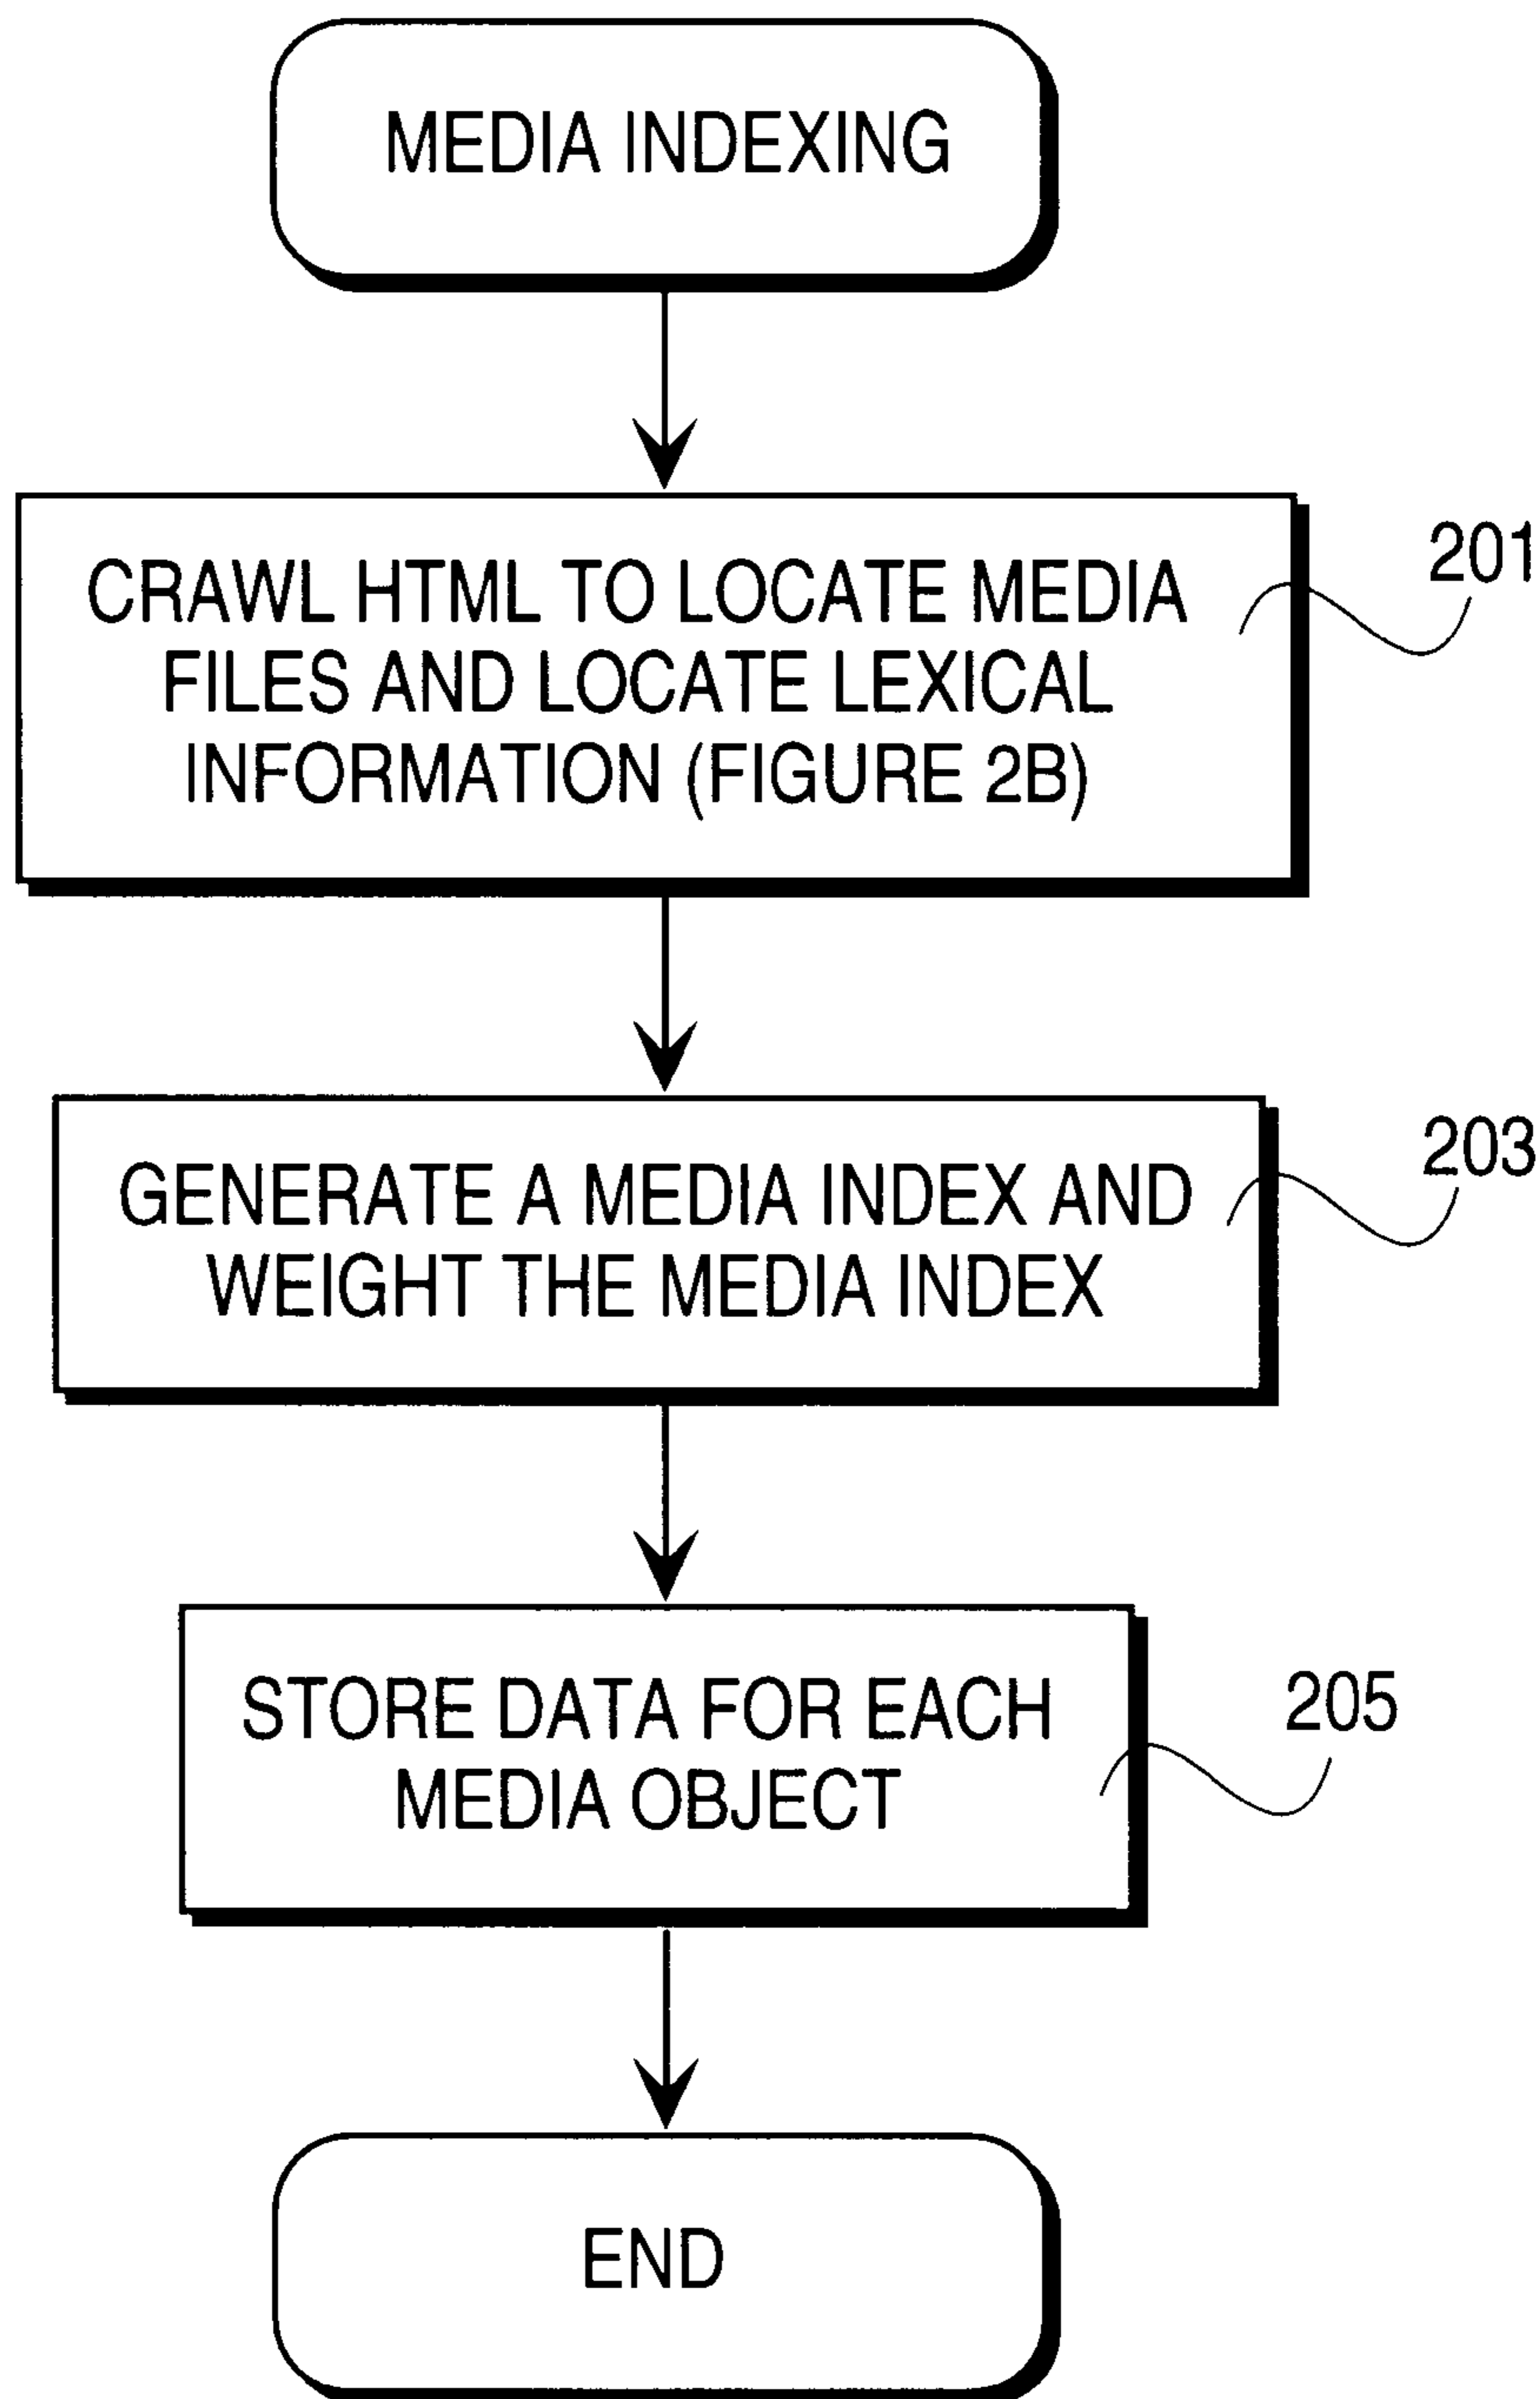 MEDIA INDEXING
CRAWL HTML TO LOCATE MEDIA
FILES AND LOCATE LEXICAL
INFORMATION (FIGURE 2B)
201
GENERATE A MEDIA INDEX AND
WEIGHT THE MEDIA INDEX
203
STORE DATA FOR EACH
MEDIA OBJECT
205
END